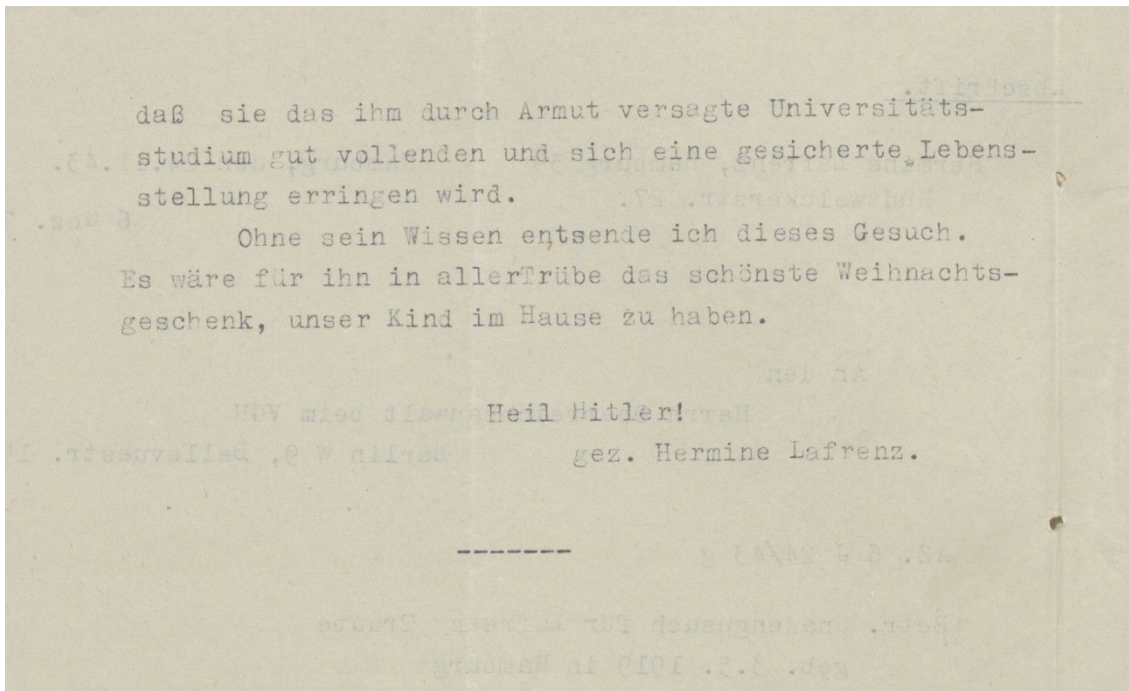 daß sie das ihm durch Armut versagte Universitäts-
studium gut vollenden und sich eine gesicherte Lebens-
stellung erringen wird.
Ohne sein Wissen entsende ich dieses Gesuch.
Es wäre für ihn in allerTrübe das schönste Weihnachts-
geschenk, unser Kind im Hause zu haben.
Heil Hitler!
gez. Hermine Lafrenz.
-------